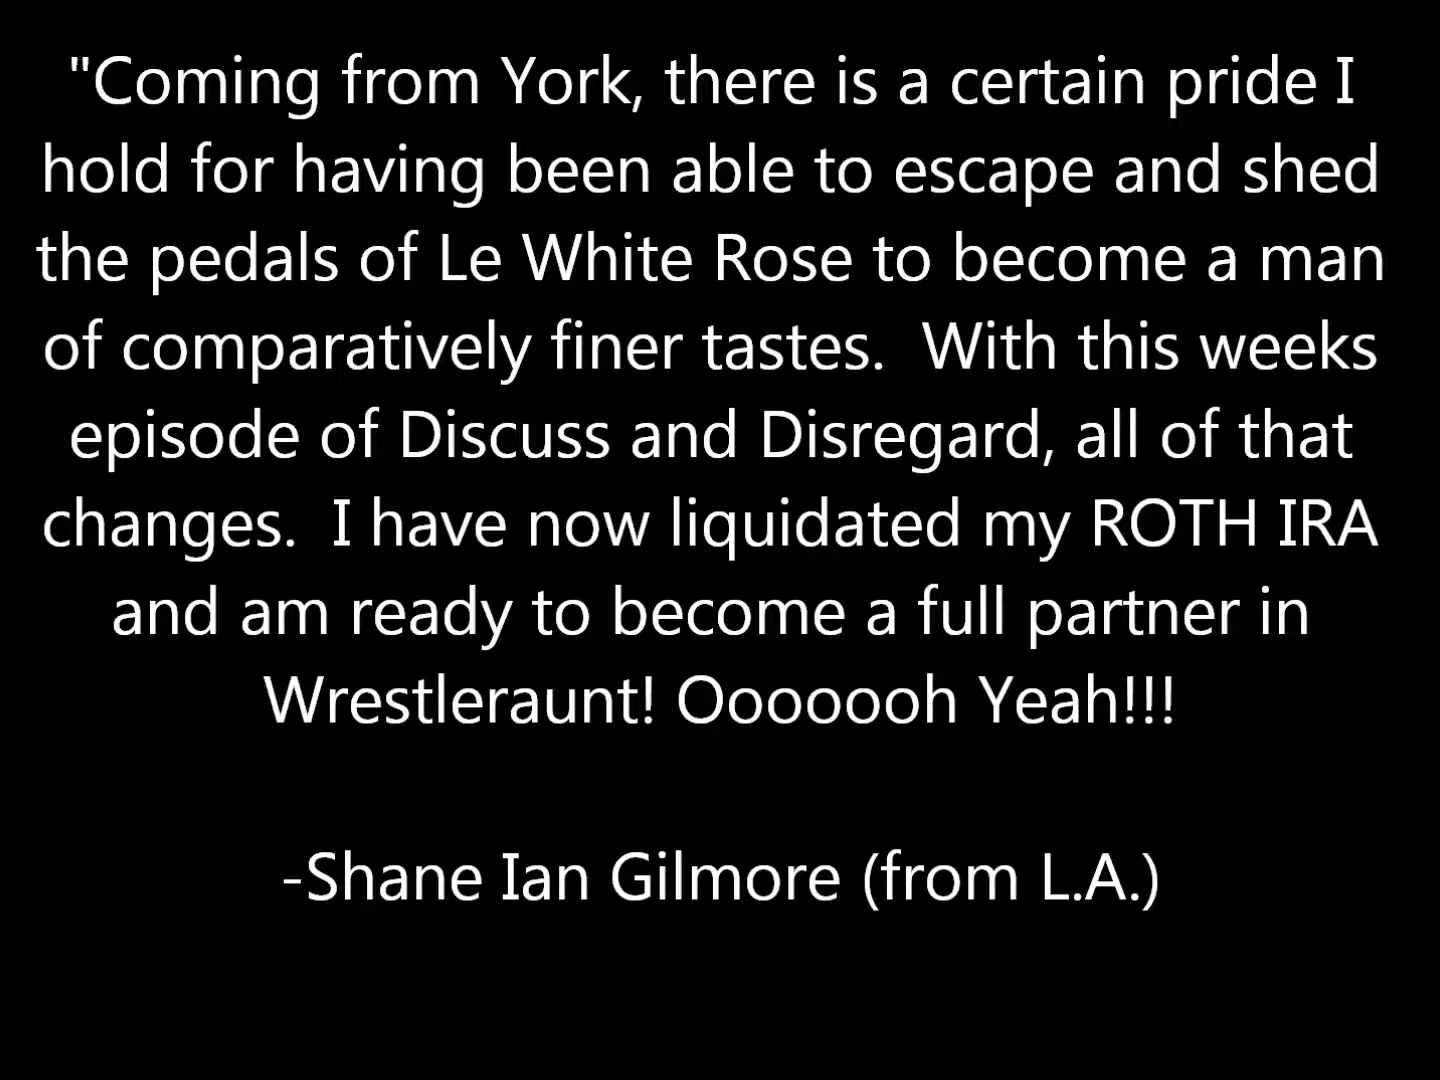 "Coming from York, there is a certain pride I
hold for having been able to escape and shed
the pedals of Le White Rose to become a man
of comparatively finer tastes.  With this weeks
episode of Discuss and Disregard, all of that
changes.  I have now liquidated my ROTH IRA
and am ready to become a full partner in
Wrestleraunt! Ooooooh Yeah!!!
-Shane Ian Gilmore (from L.A.)